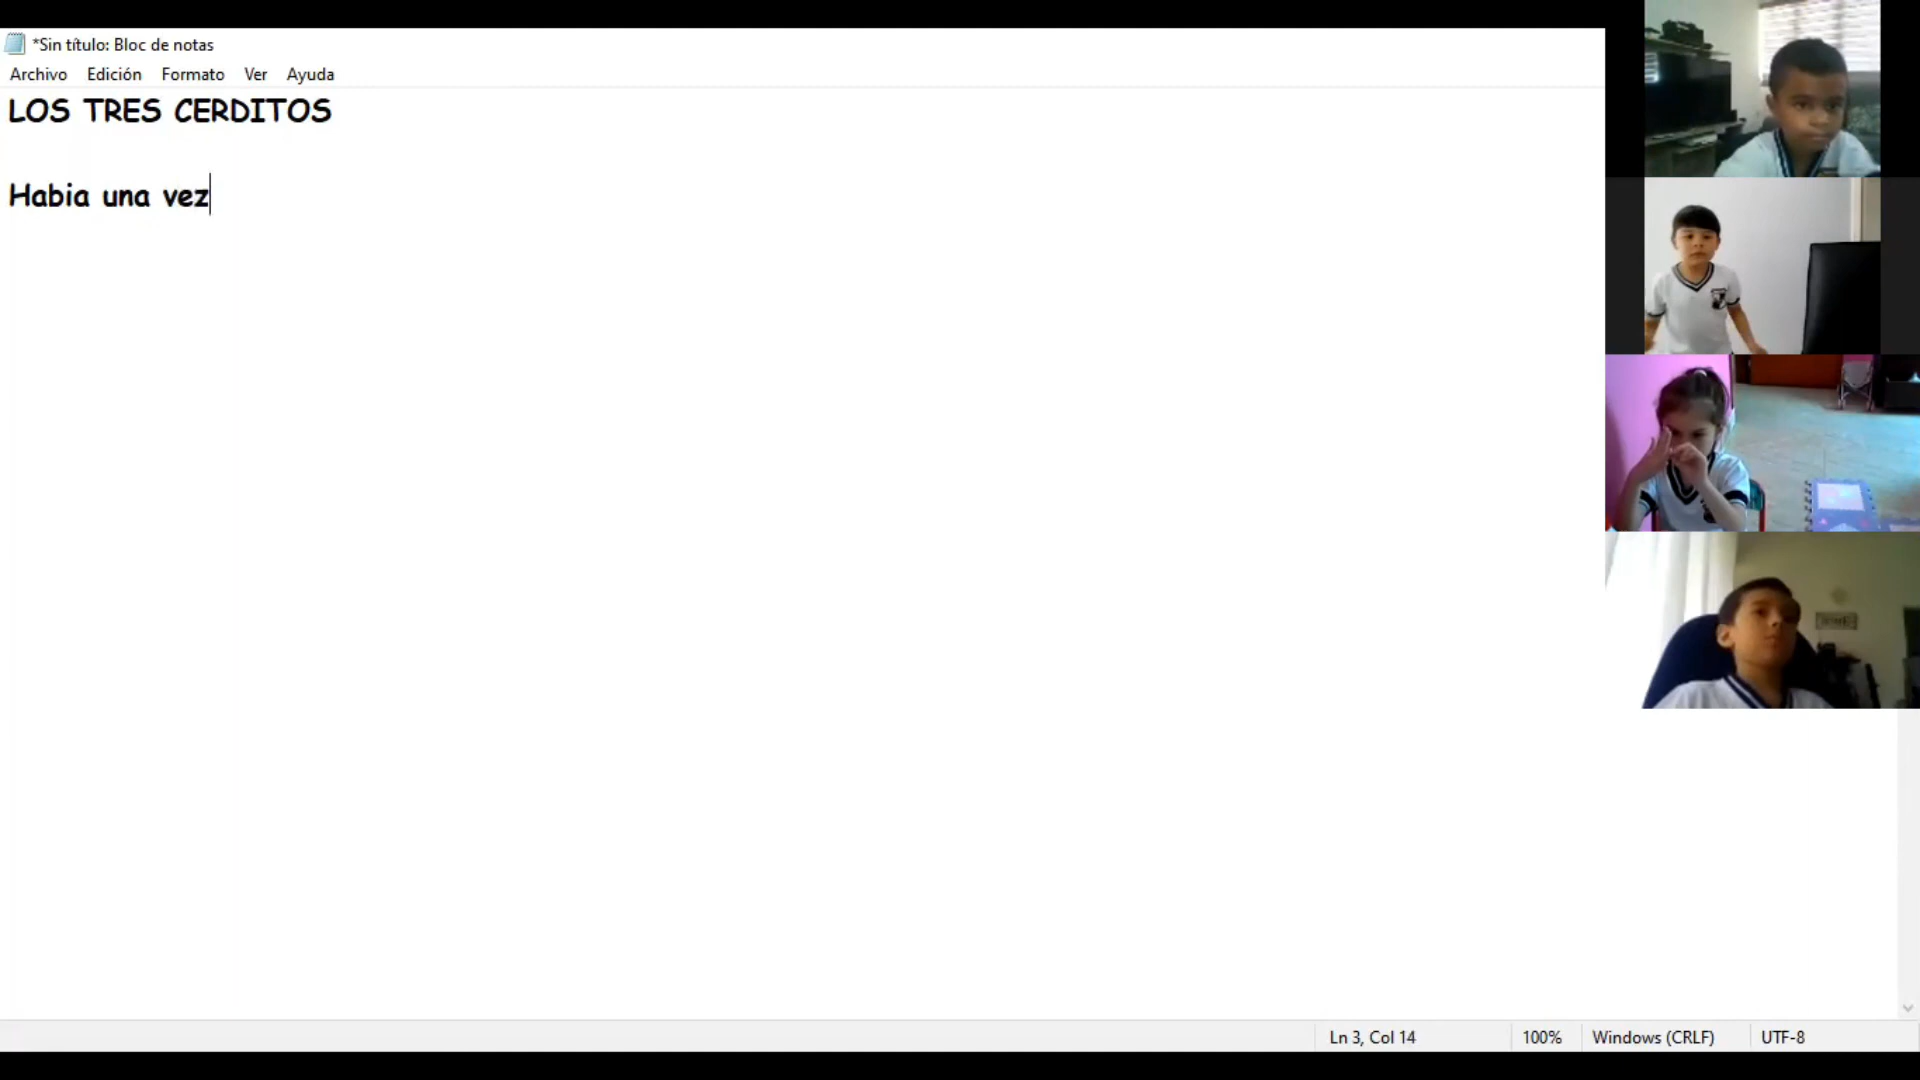 *Sin título: Bloc de notas
Archivo Edición Formato Ver Ayuda
LOS TRES CERDITOS
Habia una vez
Ln 3, Col 14 100% Windows (CRLF) UTF-8